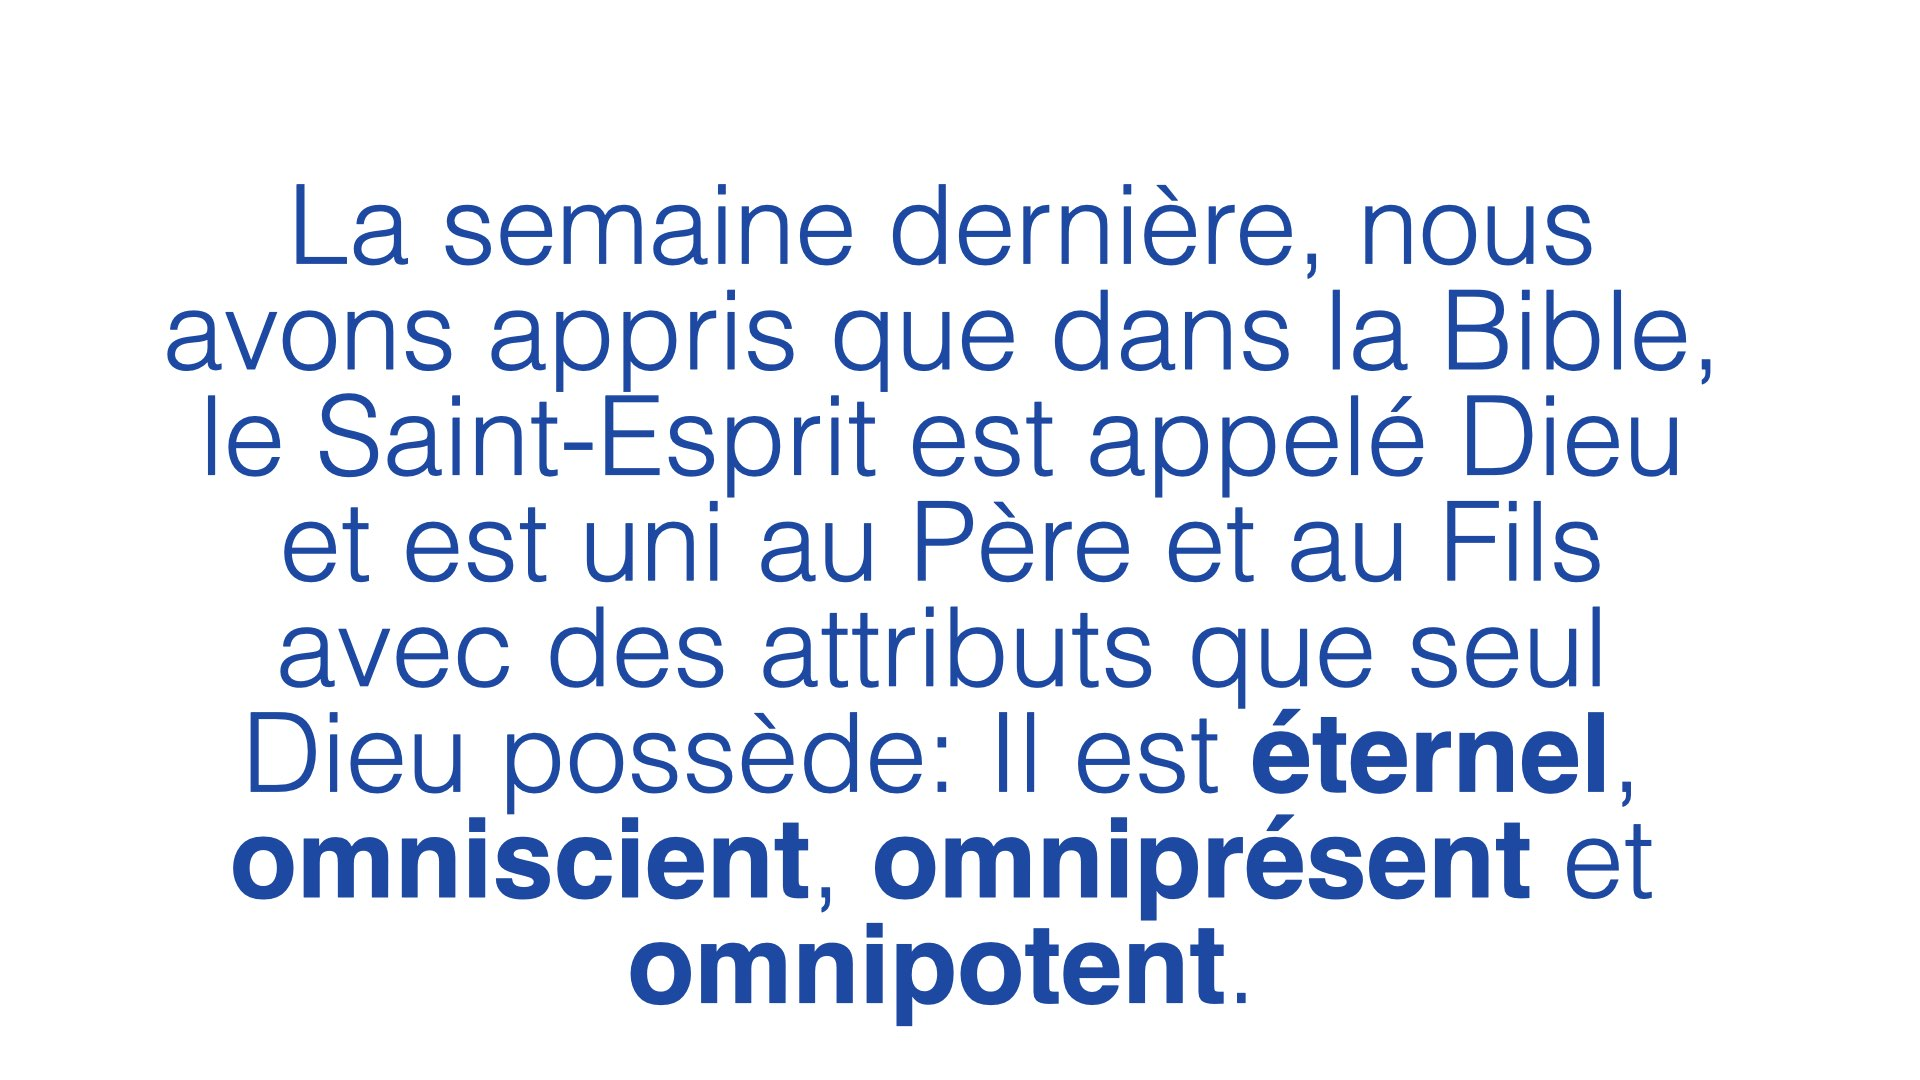 La semaine dernière, nous
avons appris que dans la Bible,
le Saint-Esprit est appelé Dieu
et est uni au Père et au Fils
avec des attributs que seul
Dieu possède: Il est éternel,
omniscient, omniprésent et
omnipotent.